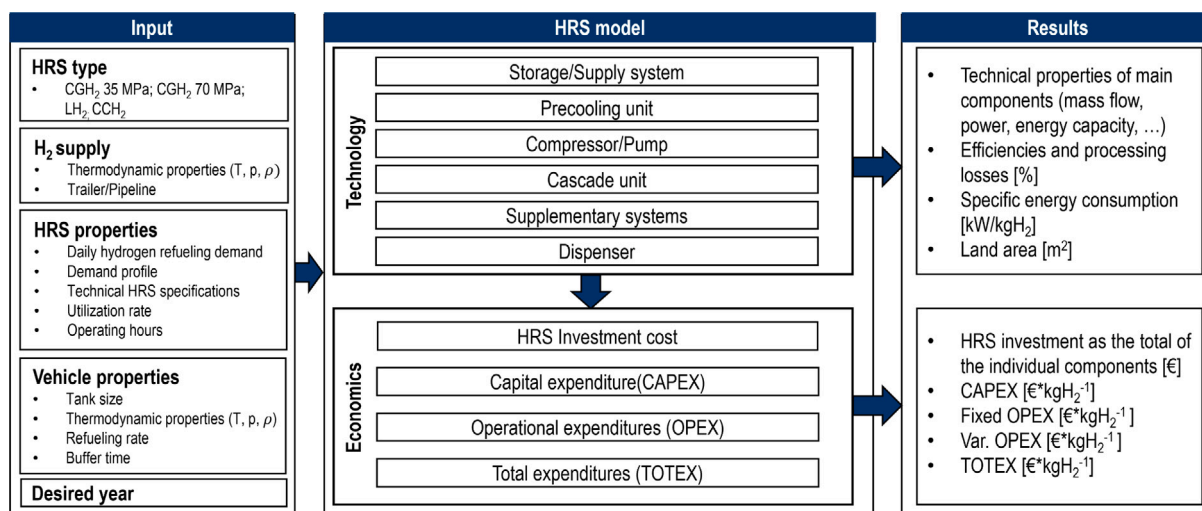 Input
HRS type
• CGH₂ 35 MPa; CGH₂ 70 MPa;
LH₂, CCH₂
H₂ supply
• Thermodynamic properties (T, p, ρ)
• Trailer/Pipeline
HRS properties
• Daily hydrogen refueling demand
• Demand profile
• Technical HRS specifications
• Utilization rate
• Operating hours
Vehicle properties
• Tank size
• Thermodynamic properties (T, p, ρ)
• Refueling rate
• Buffer time
Desired year
HRS model
Technology
Storage/Supply system
Precooling unit
Compressor/Pump
Cascade unit
Supplementary systems
Dispenser
Economics
HRS Investment cost
Capital expenditure(CAPEX)
Operational expenditures (OPEX)
Total expenditures (TOTEX)
Results
• Technical properties of main
components (mass flow,
power, energy capacity, …)
• Efficiencies and processing
losses [%]
• Specific energy consumption
[kW/kgH₂]
• Land area [m²]
• HRS investment as the total of
the individual components [€]
• CAPEX [€*kgH₂⁻¹]
• Fixed OPEX [€*kgH₂⁻¹ ]
• Var. OPEX [€*kgH₂⁻¹ ]
• TOTEX [€*kgH₂⁻¹]